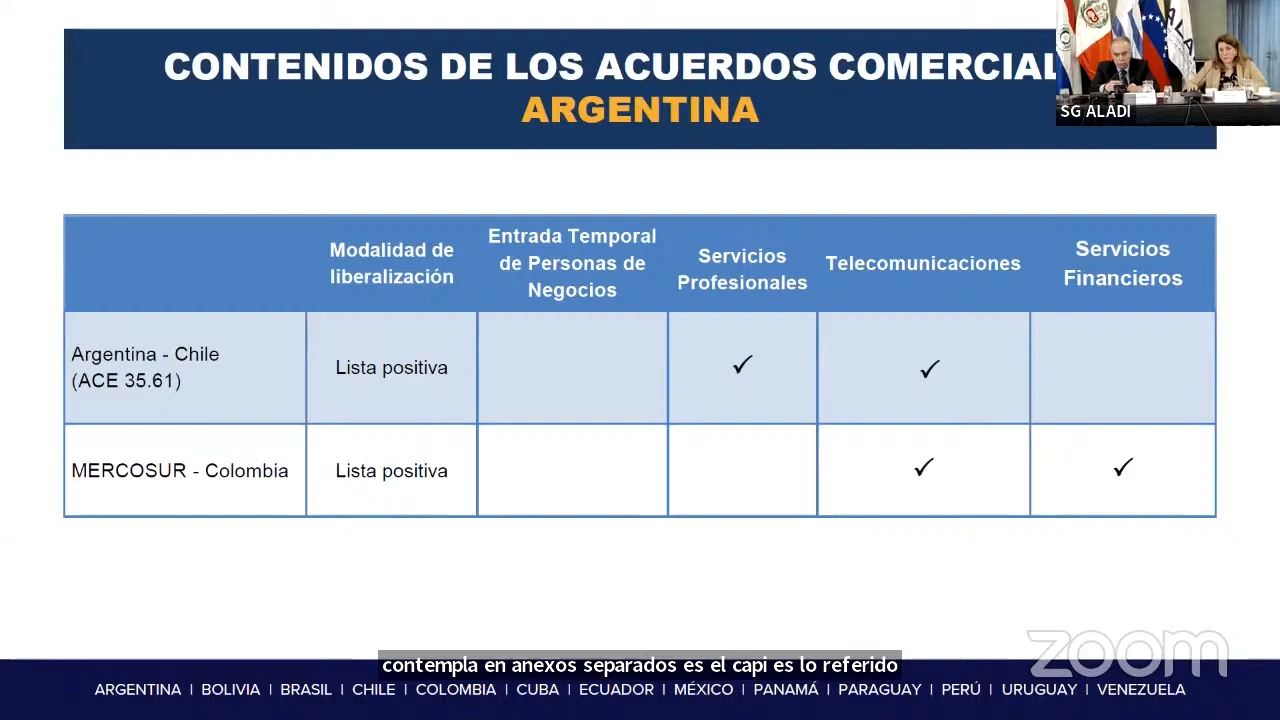 CONTENIDOS DE LOS ACUERDOS COMERCIAL
ARGENTINA
SG ALADI
Modalidad de
liberalización
Entrada Temporal
de Personas de
Negocios
Servicios
Profesionales
Telecomunicaciones
Servicios
Financieros
Argentina - Chile
(ACE 35.61)
Lista positiva
✓
✓
MERCOSUR - Colombia
Lista positiva
✓
✓
zoom
contempla en anexos separados es el capi es lo referido
ARGENTINA | BOLIVIA | BRASIL | CHILE | COLOMBIA | CUBA | ECUADOR | MÉXICO | PANAMÁ | PARAGUAY | PERÚ | URUGUAY | VENEZUELA